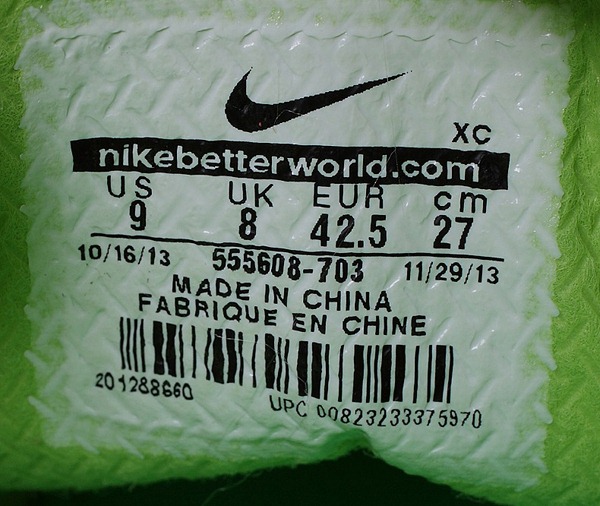 XC
nikebetterworld.com
US UK EUR cm
9 8 42.5 27
10/16/13 555608-703 11/29/13
MADE IN CHINA
FABRIQUE EN CHINE
201288660
UPC 00823233375970